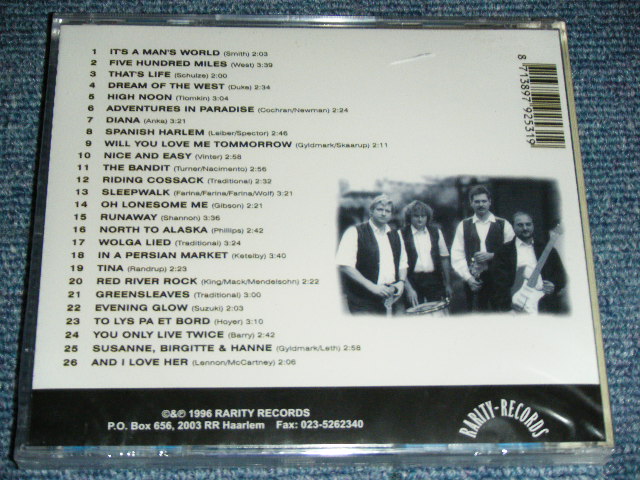 1 IT'S A MAN'S WORLD (Smith) 2:03
2 FIVE HUNDRED MILES (West) 3:39
3 THAT'S LIFE (Schulze) 2:00
4 DREAM OF THE WEST (Duke) 2:34
5 HIGH NOON (Tiomkin) 3:04
6 ADVENTURES IN PARADISE (Cochran/Newman) 2:24
7 DIANA (Anka) 3:21
8 SPANISH HARLEM (Leiber/Spector) 2:46
9 WILL YOU LOVE ME TOMMORROW (Gyldmark/Skaarup) 2:11
10 NICE AND EASY (Vinter) 2:58
11 THE BANDIT (Turner/Nacimento) 2:56
12 RIDING COSSACK (Traditional) 2:32
13 SLEEPWALK (Farina/Farina/Farina/Wolf) 3:21
14 OH LONESOME ME (Gibson) 2:21
15 RUNAWAY (Shannon) 3:36
16 NORTH TO ALASKA (Phillips) 2:42
17 WOLGA LIED (Traditional) 3:24
18 IN A PERSIAN MARKET (Ketelby) 2:40
19 TINA (Randrup) 2:23
20 RED RIVER ROCK (King/Mack/Mendelsohn) 2:22
21 GREENSLEAVES (Traditional) 3:00
22 EVENING GLOW (Suzuki) 2:03
23 TO LYS PA ET BORD (Hoyer) 3:10
24 YOU ONLY LIVE TWICE (Barry) 2:42
25 SUSANNE, BIRGITTE & HANNE (Gyldmark/Leth) 2:58
26 AND I LOVE HER (Lennon/McCartney) 2:06
8 713897 925319
©&℗ 1996 RARITY RECORDS
P.O. Box 656, 2003 RR Haarlem Fax: 023-5262340
RARITY-RECORDS